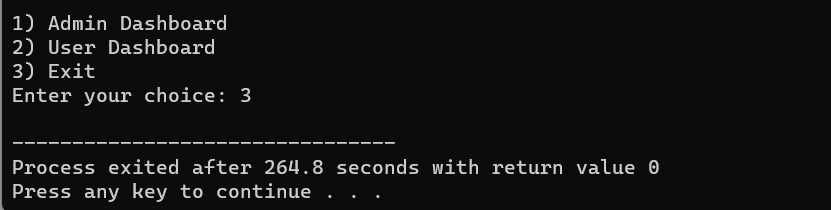 1) Admin Dashboard
2) User Dashboard
3) Exit
Enter your choice: 3
--------------------------------
Process exited after 264.8 seconds with return value 0
Press any key to continue . . .